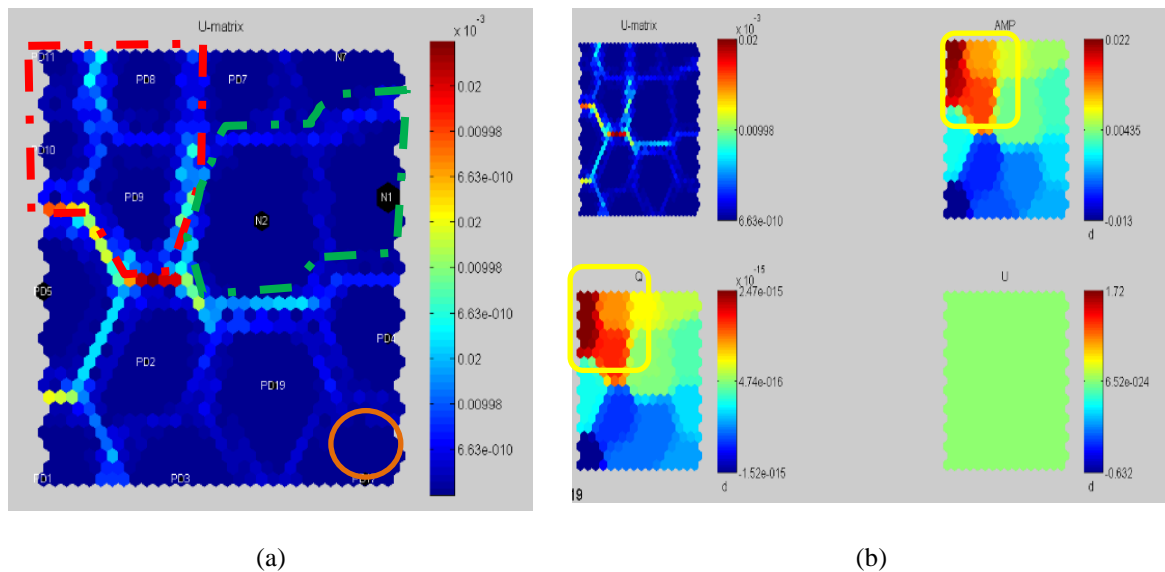 U-matrix
x 10⁻³
PD11
PD8
PD7
N7
0.02
0.00998
PD10
6.63e-010
PD9
N1
N2
0.02
0.00998
PD5
6.63e-010
PD4
PD2
0.02
PD19
0.00998
6.63e-010
PD1
PD3
(a)
U-matrix
x 10⁻³
0.02
0.00998
6.63e-010
AMP
0.022
0.00435
-0.013
d
Q
x 10⁻¹⁵
2.47e-015
4.74e-016
-1.52e-015
d
19
U
1.72
6.52e-024
-0.632
d
(b)